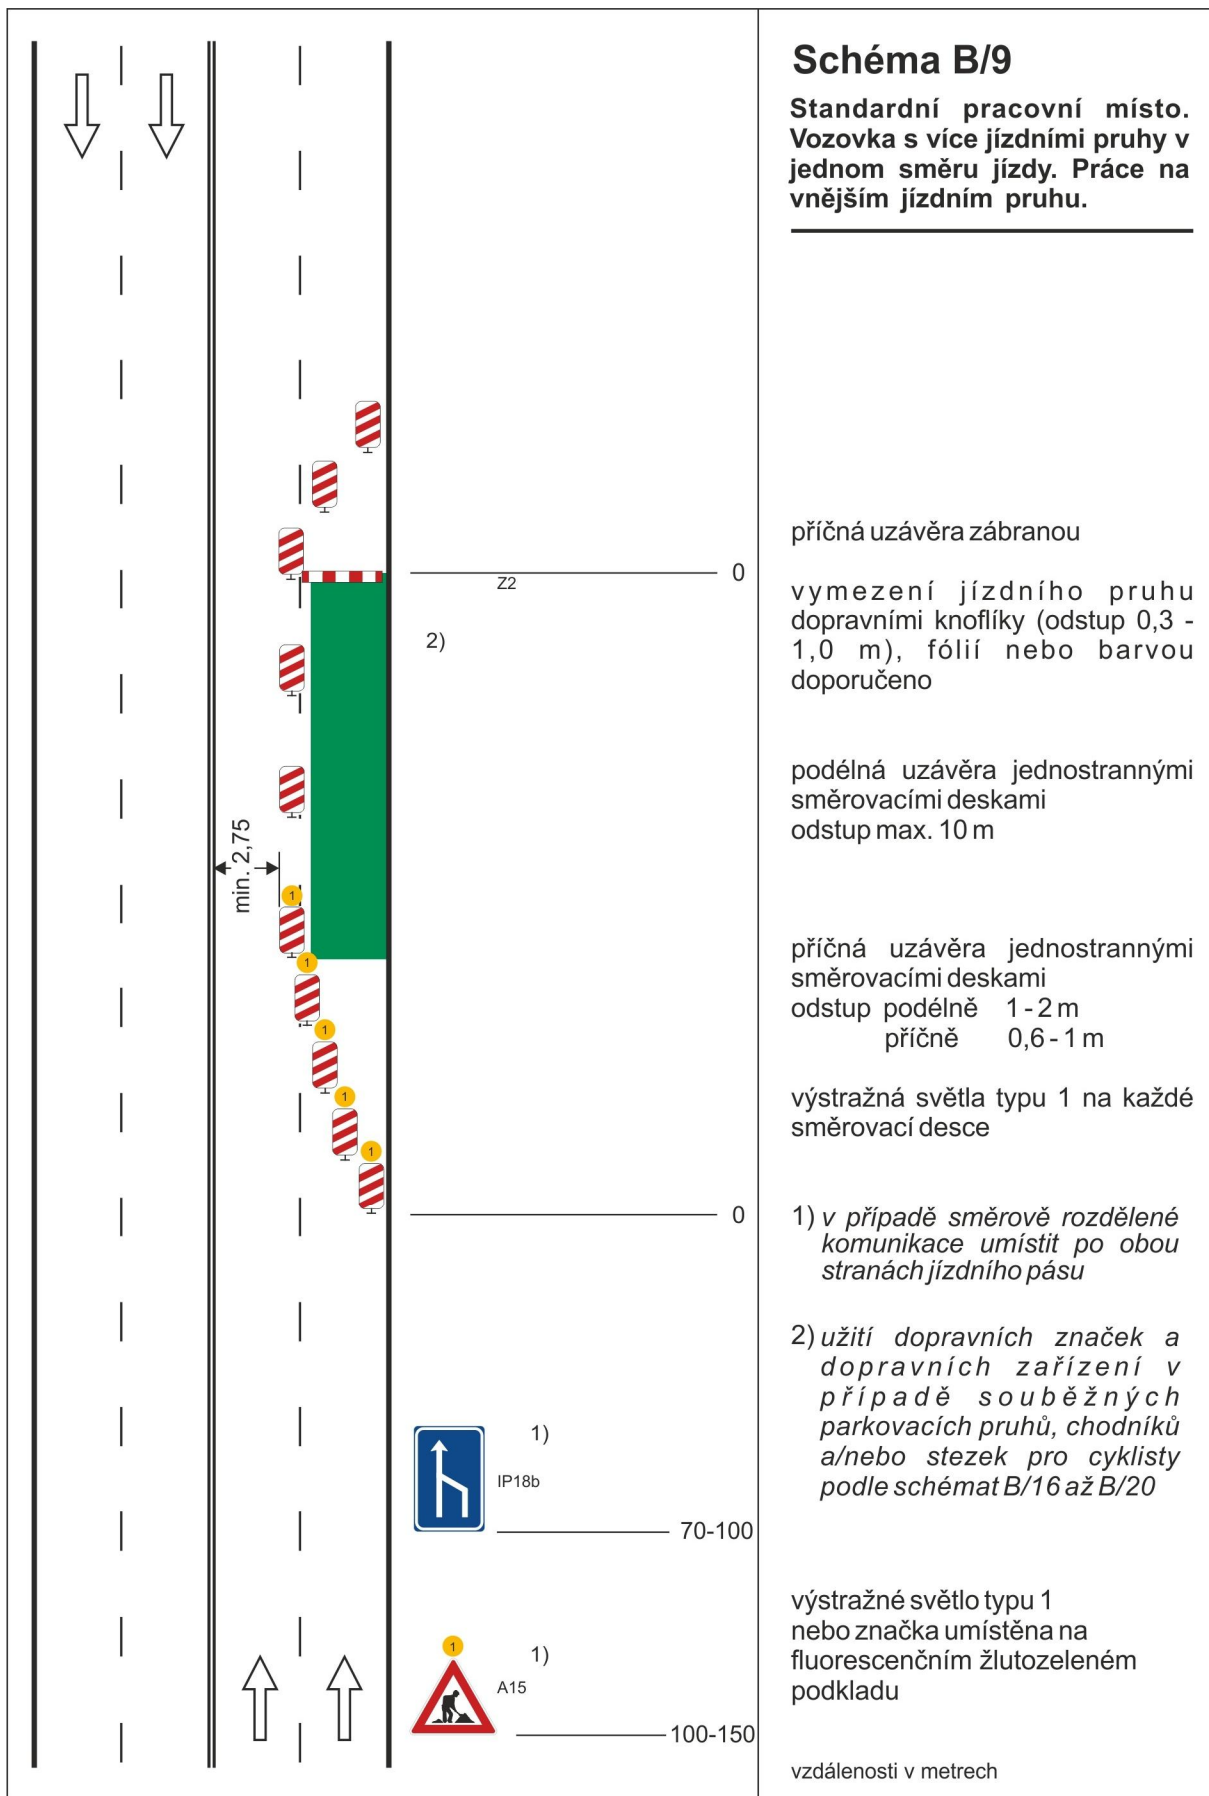 Schéma B/9
Standardní pracovní místo.
Vozovka s více jízdními pruhy v
jednom směru jízdy. Práce na
vnějším jízdním pruhu.
příčná uzávěra zábranou
0
Z2
vymezení jízdního pruhu
dopravními knoflíky (odstup 0,3 -
1,0 m), fólií nebo barvou
doporučeno
2)
podélná uzávěra jednostrannými
směrovacími deskami
odstup max. 10 m
min. 2,75
1
1
1
1
1
příčná uzávěra jednostrannými
směrovacími deskami
odstup podélně 1 - 2 m
příčně 0,6 - 1 m
výstražná světla typu 1 na každé
směrovací desce
0
1) v případě směrově rozdělené
komunikace umístit po obou
stranách jízdního pásu
2) užití dopravních značek a
dopravních zařízení v
případě souběžných
parkovacích pruhů, chodníků
a/nebo stezek pro cyklisty
podle schémat B/16 až B/20
1)
IP18b
70-100
výstražné světlo typu 1
nebo značka umístěna na
fluorescenčním žlutozeleném
podkladu
1
1)
A15
100-150
vzdálenosti v metrech